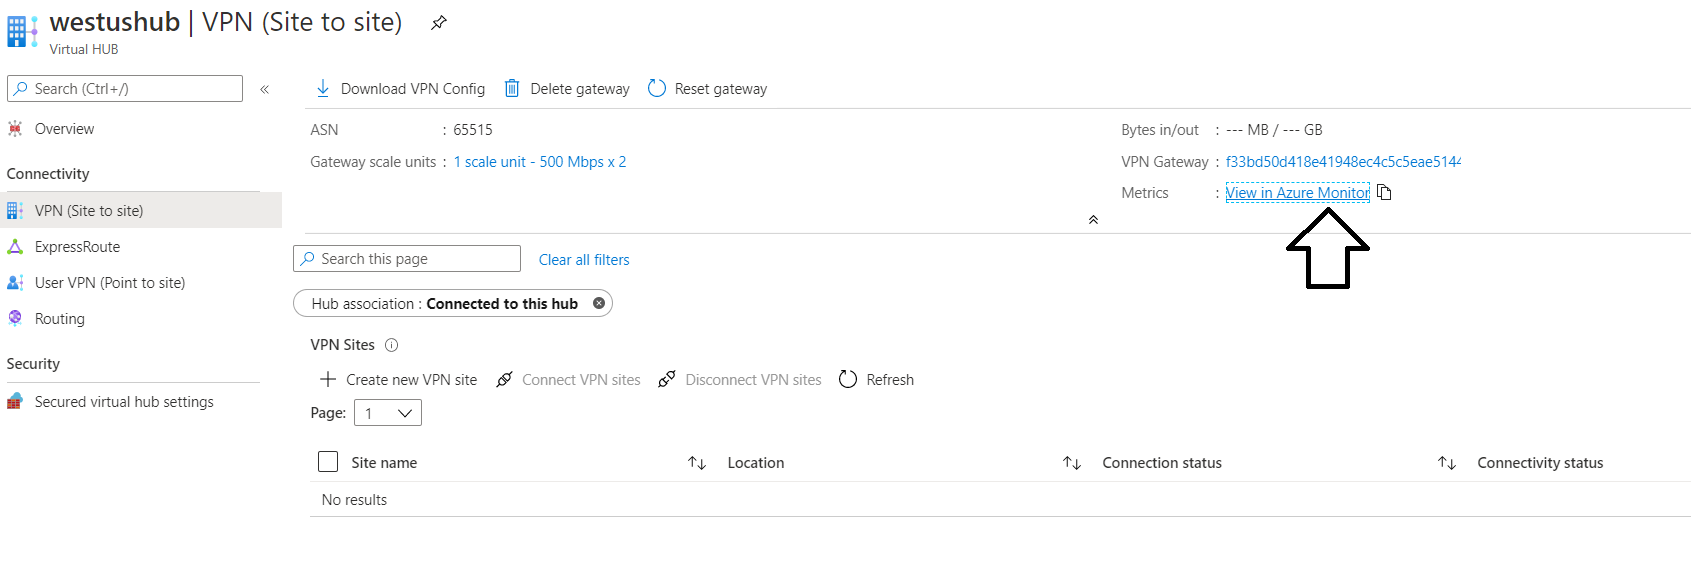 westushub | VPN (Site to site)
Virtual HUB
Search (Ctrl+/)
«
Overview
Connectivity
VPN (Site to site)
ExpressRoute
User VPN (Point to site)
Routing
Security
Secured virtual hub settings
Download VPN Config Delete gateway Reset gateway
ASN : 65515
Gateway scale units : 1 scale unit - 500 Mbps x 2
Bytes in/out : --- MB / --- GB
VPN Gateway : f33bd50d418e41948ec4c5c5eae5144
Metrics : View in Azure Monitor
Search this page Clear all filters
Hub association : Connected to this hub
VPN Sites
Create new VPN site Connect VPN sites Disconnect VPN sites Refresh
Page: 1
Site name Location Connection status Connectivity status
No results